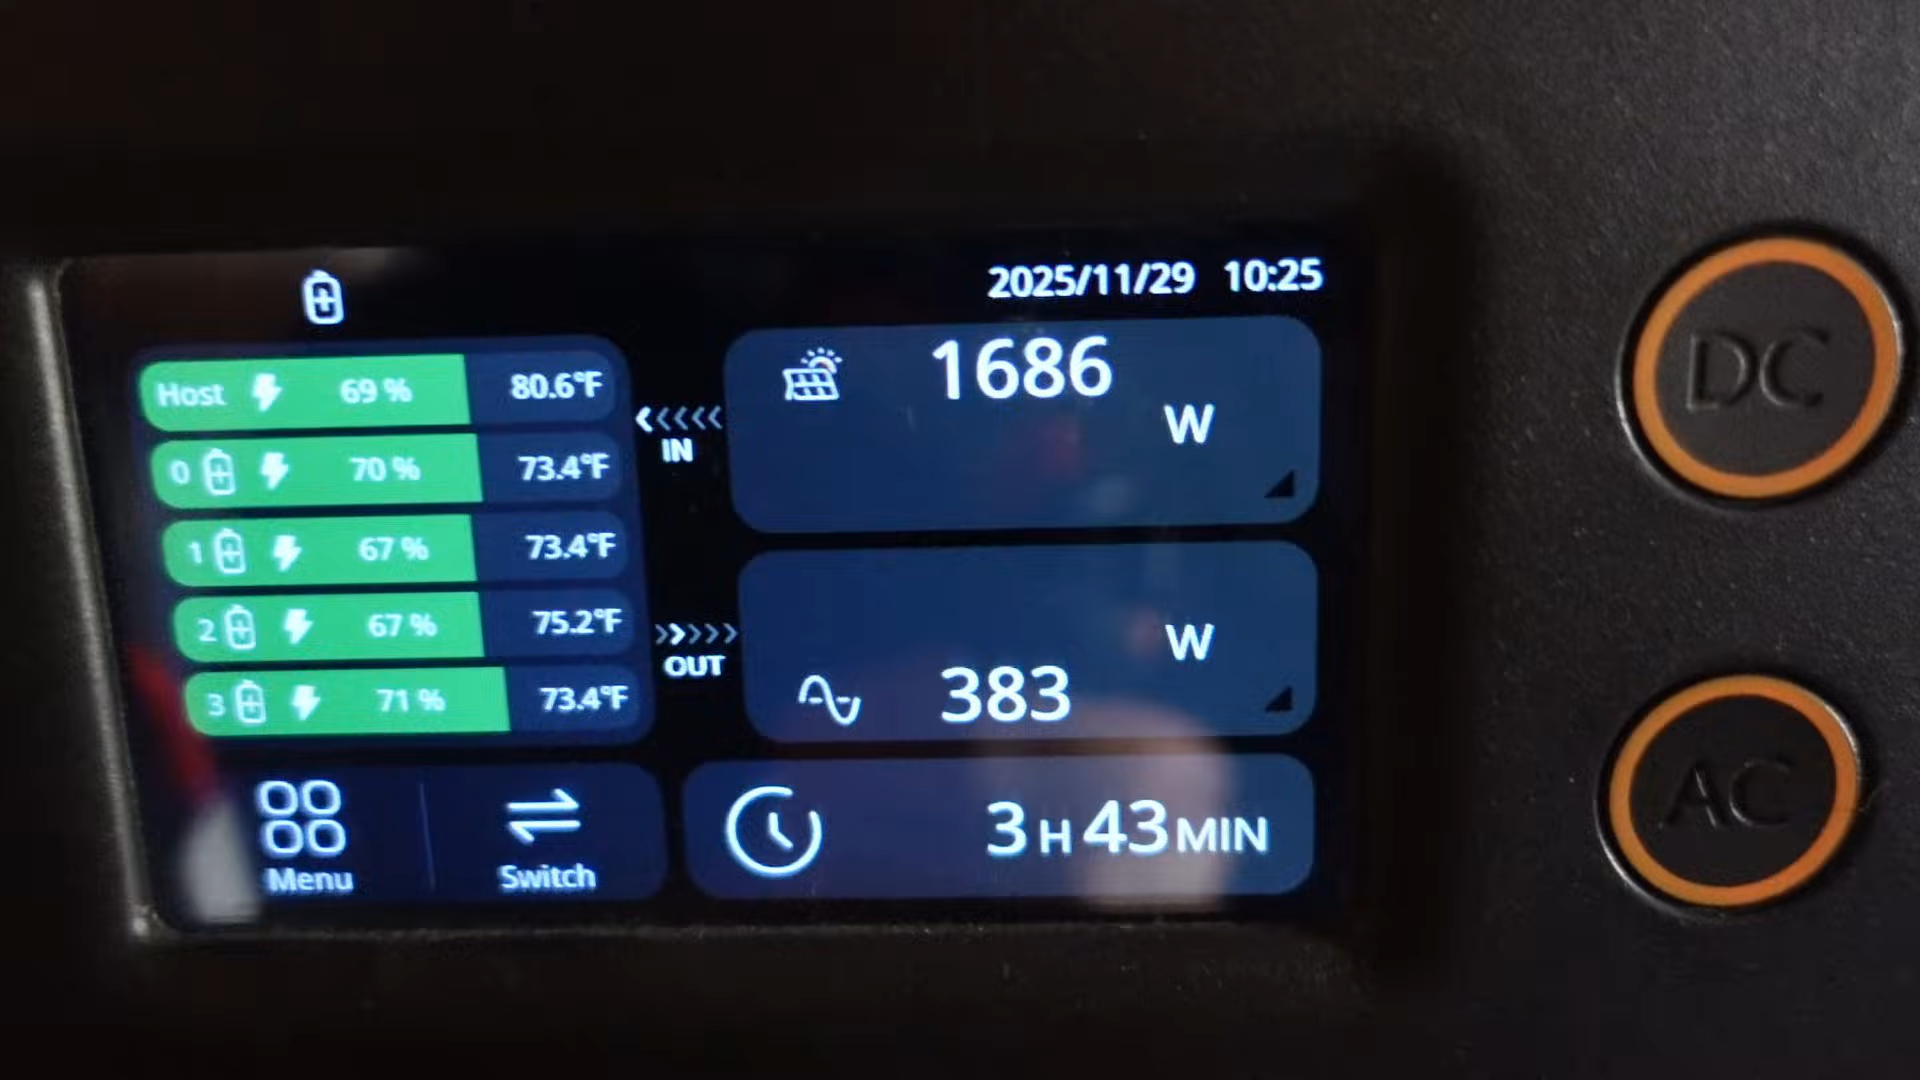 2025/11/29 10:25
Host 69 % 80.6°F
0 70 % 73.4°F
1 67 % 73.4°F
2 67 % 75.2°F
3 71 % 73.4°F
IN
1686 W
OUT
383 W
Menu
Switch
3 H 43 MIN
DC
AC